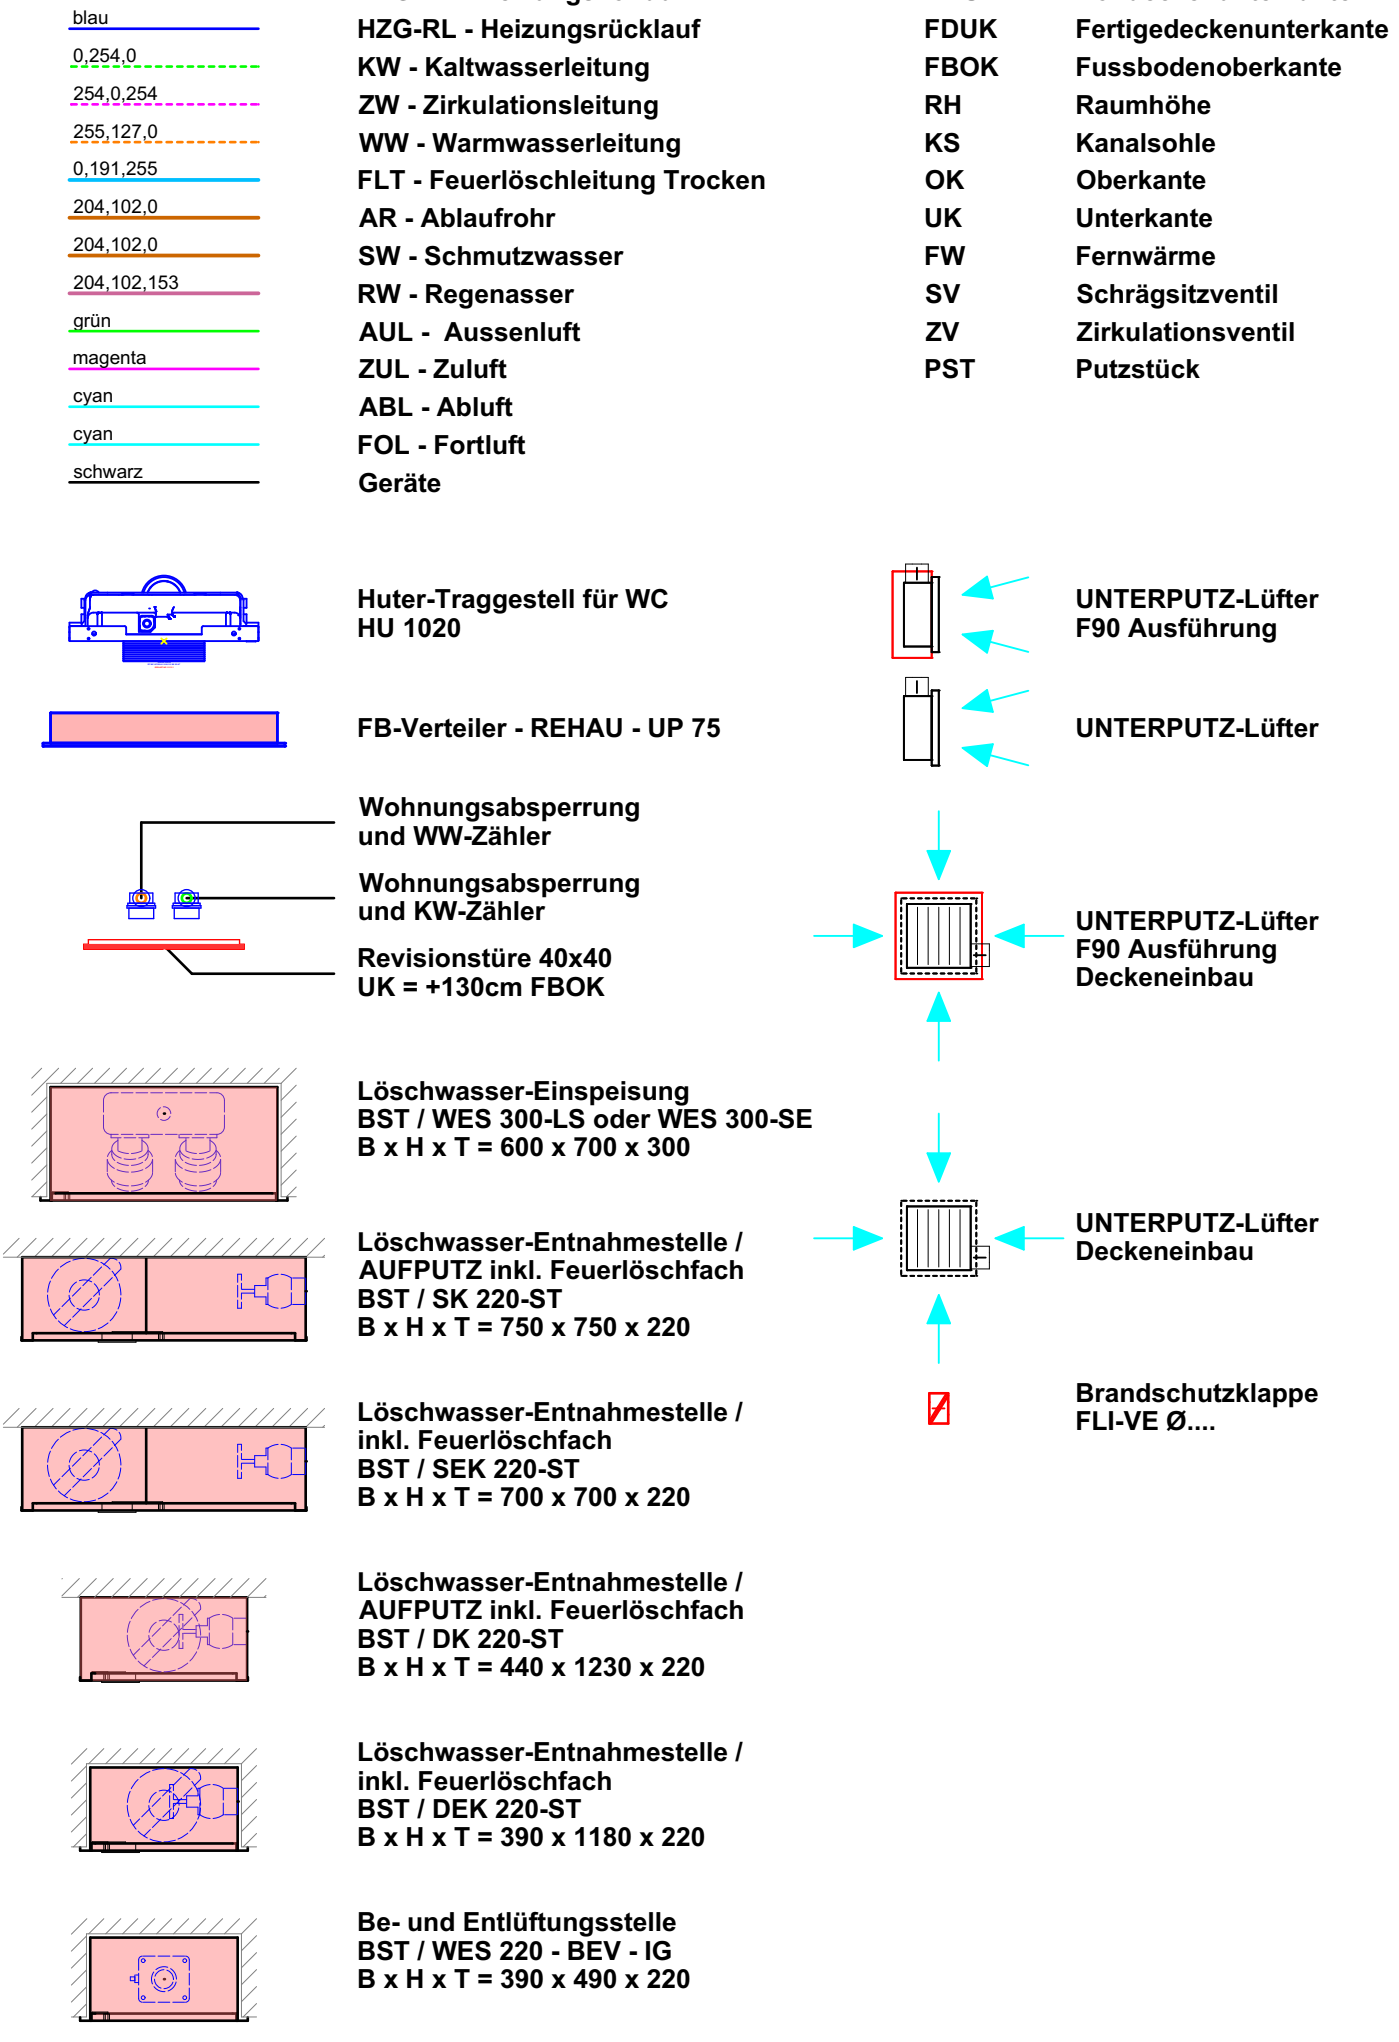 blau
HZG-RL - Heizungsrücklauf
0,254,0
KW - Kaltwasserleitung
254,0,254
ZW - Zirkulationsleitung
255,127,0
WW - Warmwasserleitung
0,191,255
FLT - Feuerlöschleitung Trocken
204,102,0
AR - Ablaufrohr
204,102,0
SW - Schmutzwasser
204,102,153
RW - Regenasser
grün
AUL - Aussenluft
magenta
ZUL - Zuluft
cyan
ABL - Abluft
cyan
FOL - Fortluft
schwarz
Geräte
FDUK Fertigedeckenunterkante
FBOK Fussbodenoberkante
RH Raumhöhe
KS Kanalsohle
OK Oberkante
UK Unterkante
FW Fernwärme
SV Schrägsitzventil
ZV Zirkulationsventil
PST Putzstück
Huter-Traggestell für WC
HU 1020
FB-Verteiler - REHAU - UP 75
Wohnungsabsperrung
und WW-Zähler
Wohnungsabsperrung
und KW-Zähler
Revisionstüre 40x40
UK = +130cm FBOK
Löschwasser-Einspeisung
BST / WES 300-LS oder WES 300-SE
B x H x T = 600 x 700 x 300
Löschwasser-Entnahmestelle /
AUFPUTZ inkl. Feuerlöschfach
BST / SK 220-ST
B x H x T = 750 x 750 x 220
Löschwasser-Entnahmestelle /
inkl. Feuerlöschfach
BST / SEK 220-ST
B x H x T = 700 x 700 x 220
Löschwasser-Entnahmestelle /
AUFPUTZ inkl. Feuerlöschfach
BST / DK 220-ST
B x H x T = 440 x 1230 x 220
Löschwasser-Entnahmestelle /
inkl. Feuerlöschfach
BST / DEK 220-ST
B x H x T = 390 x 1180 x 220
Be- und Entlüftungsstelle
BST / WES 220 - BEV - IG
B x H x T = 390 x 490 x 220
UNTERPUTZ-Lüfter
F90 Ausführung
UNTERPUTZ-Lüfter
UNTERPUTZ-Lüfter
F90 Ausführung
Deckeneinbau
UNTERPUTZ-Lüfter
Deckeneinbau
Brandschutzklappe
FLI-VE Ø....